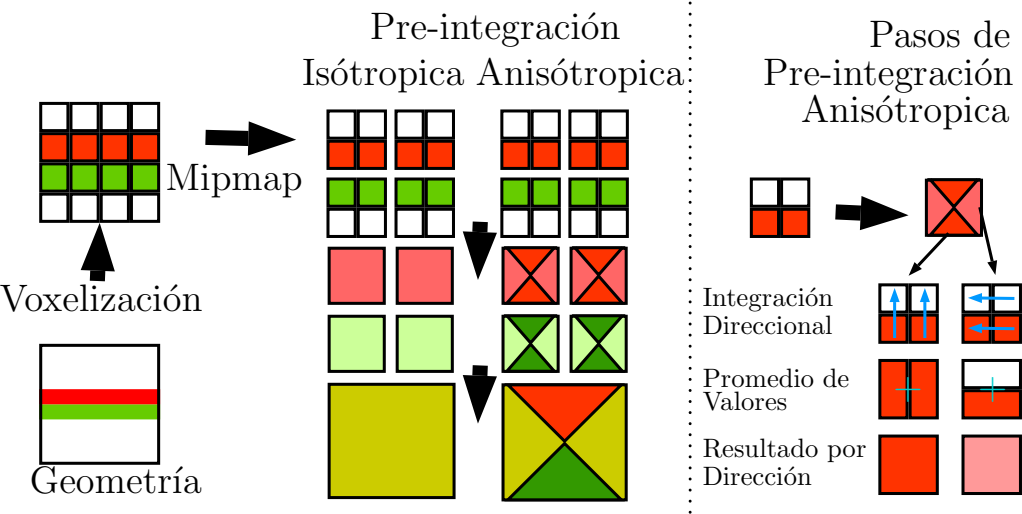 Pre-integración
Isótropica Anisótropica
Mipmap
Voxelización
Geometría
Pasos de
Pre-integración
Anisótropica
Integración
Direccional
Promedio de
Valores
Resultado por
Dirección